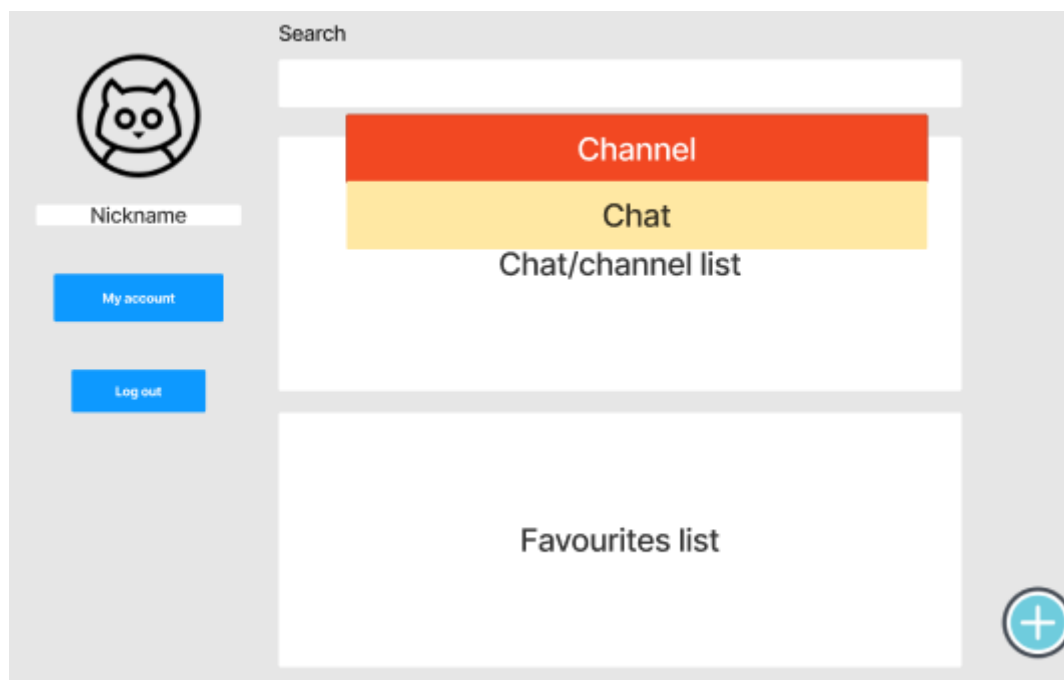 Search
Nickname
My account
Log out
Channel
Chat
Chat/channel list
Favourites list